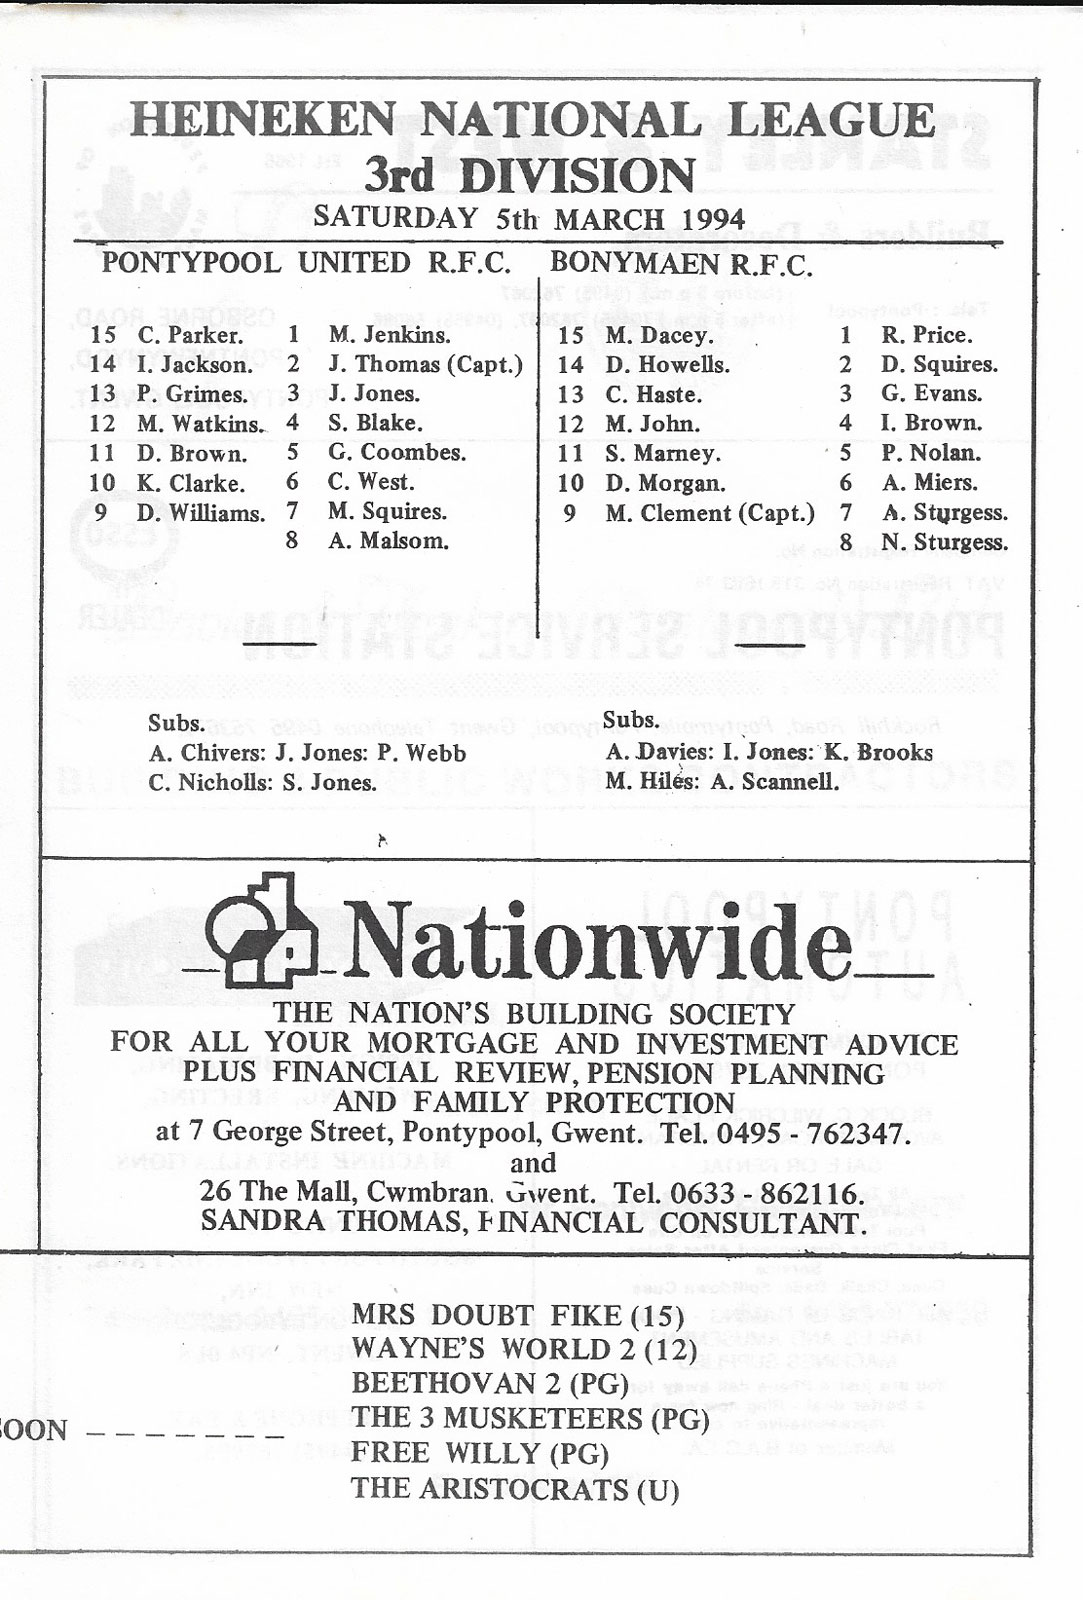 HEINEKEN NATIONAL LEAGUE
3rd DIVISION
SATURDAY 5th MARCH 1994
PONTYPOOL UNITED R.F.C.
15 C. Parker. 1 M. Jenkins.
14 I. Jackson. 2 J. Thomas (Capt.)
13 P. Grimes. 3 J. Jones.
12 M. Watkins. 4 S. Blake.
11 D. Brown. 5 G. Coombes.
10 K. Clarke. 6 C. West.
9 D. Williams. 7 M. Squires.
8 A. Malsom.
Subs.
A. Chivers: J. Jones: P. Webb
C. Nicholls: S. Jones.
BONYMAEN R.F.C.
15 M. Dacey. 1 R. Price.
14 D. Howells. 2 D. Squires.
13 C. Haste. 3 G. Evans.
12 M. John. 4 I. Brown.
11 S. Marney. 5 P. Nolan.
10 D. Morgan. 6 A. Miers.
9 M. Clement (Capt.) 7 A. Sturgess.
8 N. Sturgess.
Subs.
A. Davies: I. Jones: K. Brooks
M. Hiles: A. Scannell.
Nationwide
THE NATION'S BUILDING SOCIETY
FOR ALL YOUR MORTGAGE AND INVESTMENT ADVICE
PLUS FINANCIAL REVIEW, PENSION PLANNING
AND FAMILY PROTECTION
at 7 George Street, Pontypool, Gwent. Tel. 0495 - 762347.
and
26 The Mall, Cwmbran, Gwent. Tel. 0633 - 862116.
SANDRA THOMAS, FINANCIAL CONSULTANT.
MRS DOUBT FIKE (15)
WAYNE'S WORLD 2 (12)
BEETHOVAN 2 (PG)
THE 3 MUSKETEERS (PG)
SOON _ _ _ _ _ _ _
FREE WILLY (PG)
THE ARISTOCRATS (U)